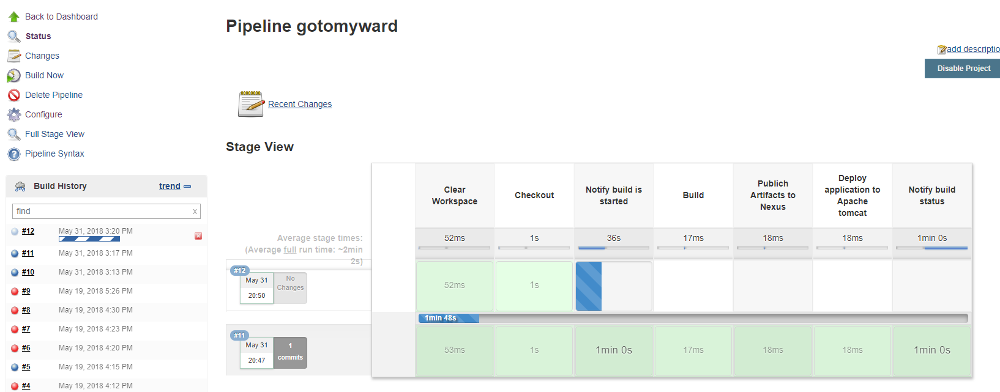 Back to Dashboard
Status
Changes
Build Now
Delete Pipeline
Configure
Full Stage View
Pipeline Syntax
Build History
trend
find
x
#12
May 31, 2018 3:20 PM
#11
May 31, 2018 3:17 PM
#10
May 31, 2018 3:13 PM
#9
May 19, 2018 5:26 PM
#8
May 19, 2018 4:30 PM
#7
May 19, 2018 4:23 PM
#6
May 19, 2018 4:20 PM
#5
May 19, 2018 4:15 PM
#4
May 19, 2018 4:12 PM
Pipeline gotomyward
add descriptio
Disable Project
Recent Changes
Stage View
Clear
Workspace
Checkout
Notify build is
started
Build
Publish
Artifacts to
Nexus
Deploy
application to
Apache
tomcat
Notify build
status
Average stage times:
(Average full run time: ~2min
2s)
52ms
1s
36s
17ms
18ms
18ms
1min 0s
#12
May 31
20:50
No
Changes
52ms
1s
1min 48s
#11
May 31
20:47
1
commits
53ms
1s
1min 0s
17ms
18ms
18ms
1min 0s